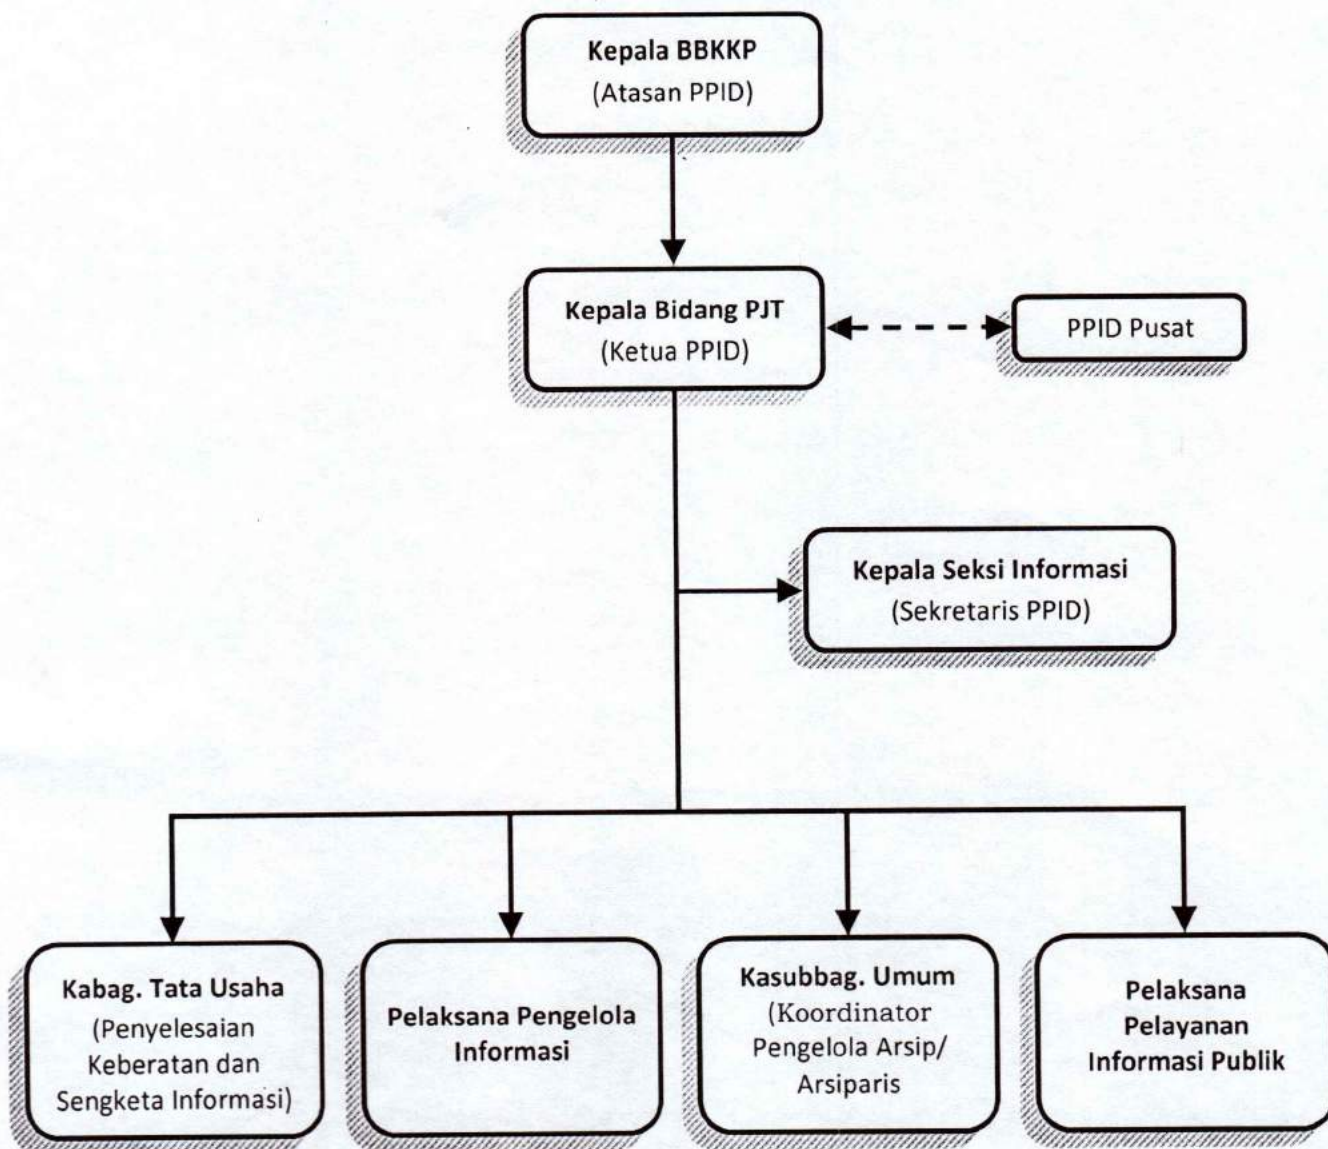 Kepala BBKKP
(Atasan PPID)
Kepala Bidang PJT
(Ketua PPID)
PPID Pusat
Kepala Seksi Informasi
(Sekretaris PPID)
Kabag. Tata Usaha
(Penyelesaian
Keberatan dan
Sengketa Informasi)
Pelaksana Pengelola
Informasi
Kasubbag. Umum
(Koordinator
Pengelola Arsip/
Arsiparis
Pelaksana
Pelayanan
Informasi Publik